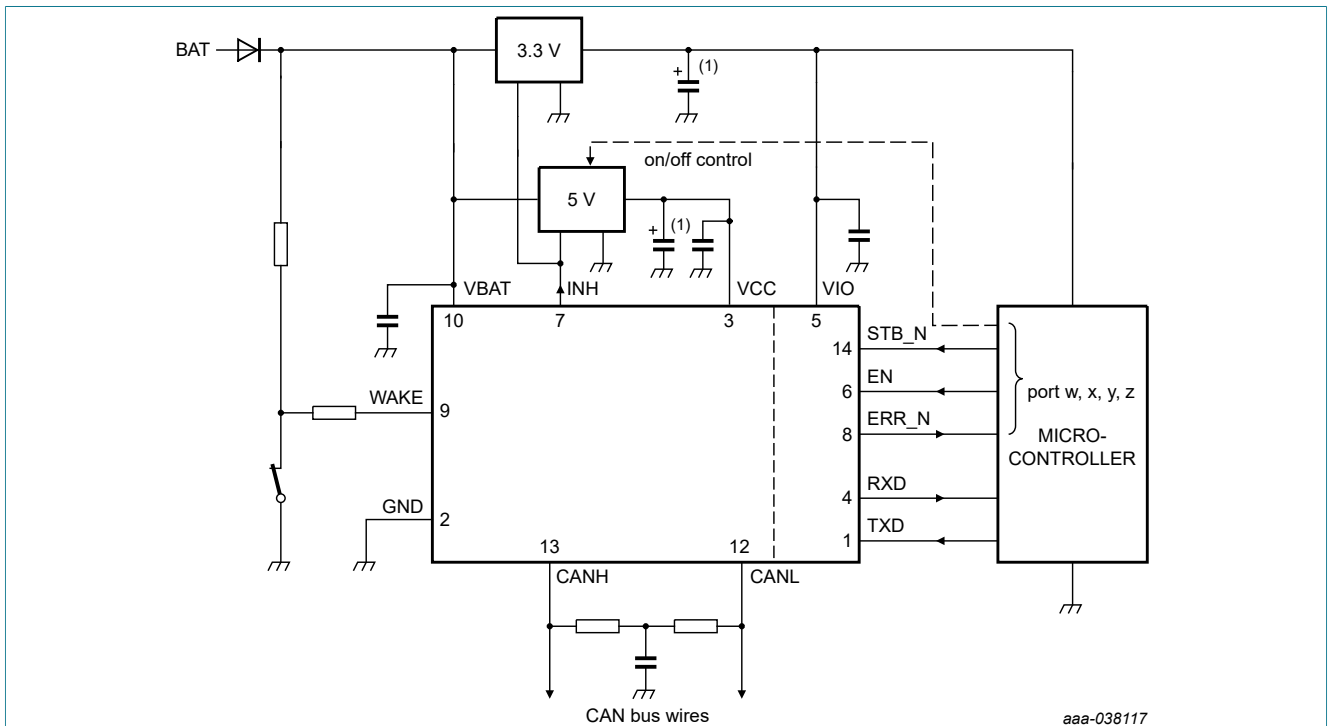 BAT
3.3 V
+
(1)
on/off control
5 V
+
(1)
VBAT
INH
VCC
VIO
10
7
3
5
STB_N
14
EN
6
port w, x, y, z
WAKE
9
ERR_N
8
MICRO-
CONTROLLER
RXD
4
GND
2
TXD
1
13
12
CANH
CANL
CAN bus wires
aaa-038117